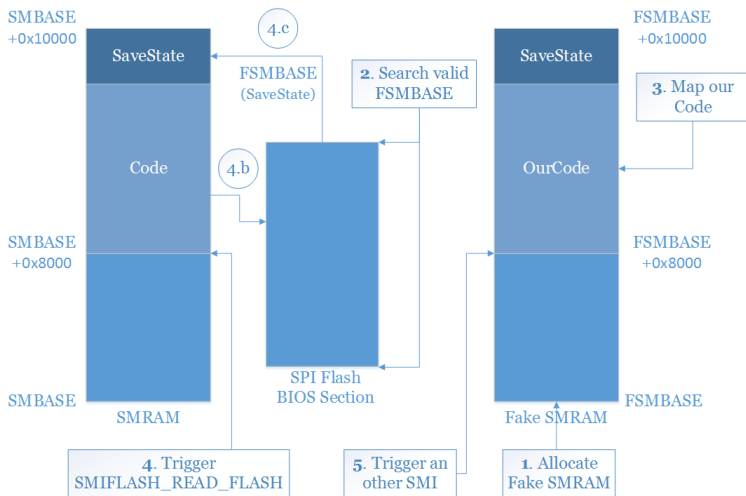 SMBASE
+0x10000
SaveState
Code
SMBASE
+0x8000
SMBASE
SMRAM
4. Trigger
SMIFLASH_READ_FLASH
4.c
FSMBASE
(SaveState)
4.b
2. Search valid
FSMBASE
SPI Flash
BIOS Section
5. Trigger an
other SMI
FSMBASE
+0x10000
SaveState
3. Map our
Code
OurCode
FSMBASE
+0x8000
FSMBASE
Fake SMRAM
1. Allocate
Fake SMRAM